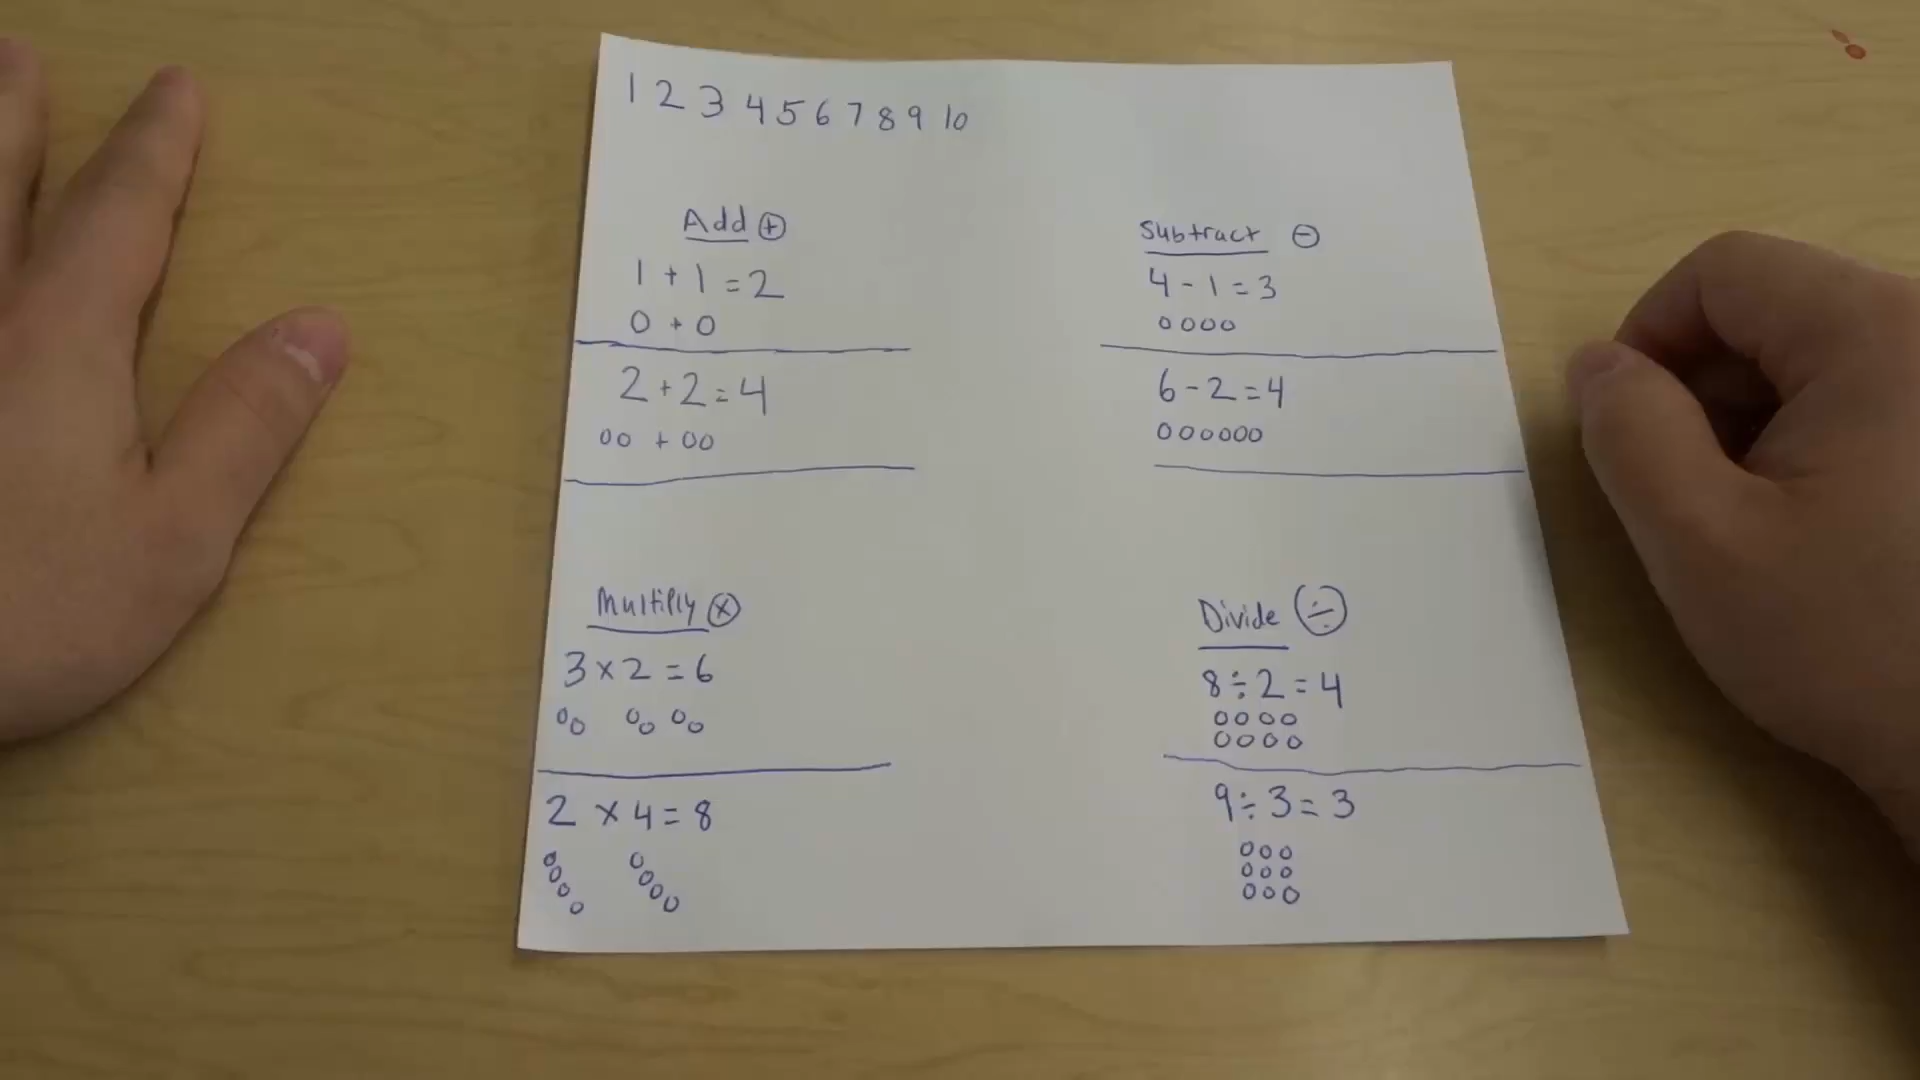 1 2 3 4 5 6 7 8 9 10
Add +
1 + 1 = 2
0 + 0
2 + 2 = 4
00 + 00
Subtract -
4 - 1 = 3
0000
6 - 2 = 4
000000
Multiply ×
3 × 2 = 6
00 00 00
2 × 4 = 8
0000 0000
Divide ÷
8 ÷ 2 = 4
0000
0000
9 ÷ 3 = 3
000
000
000